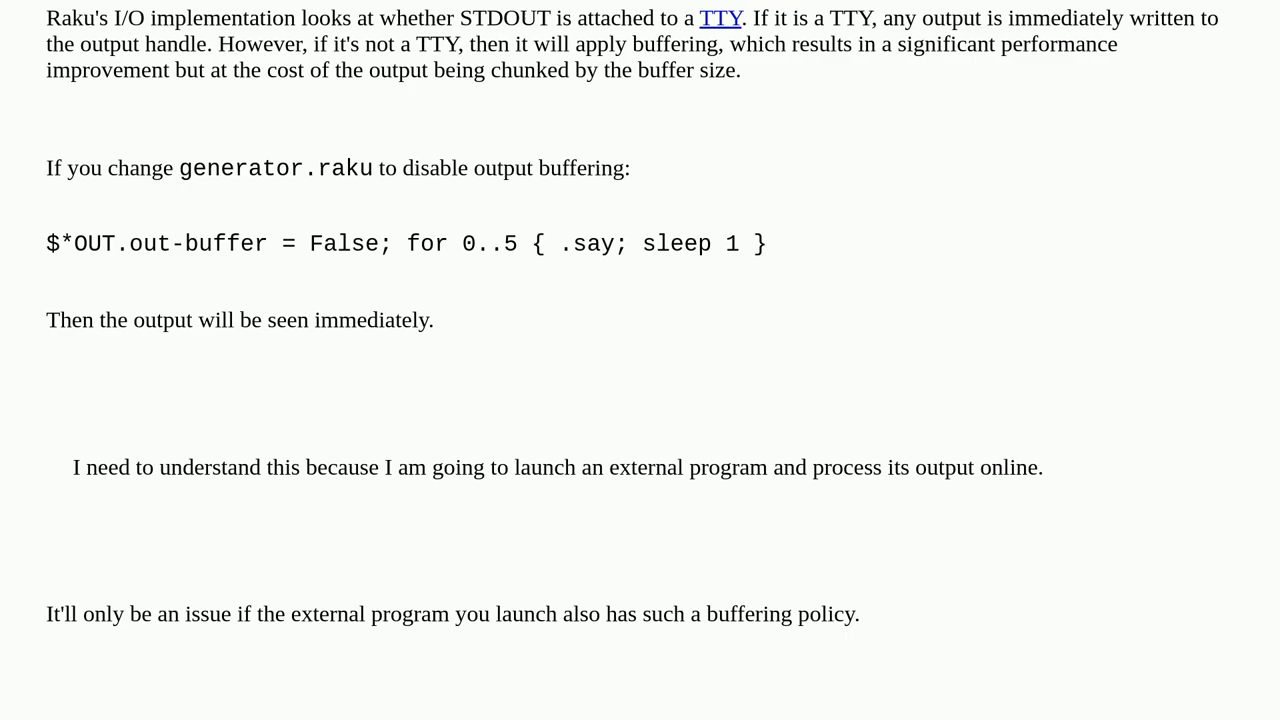 Raku's I/O implementation looks at whether STDOUT is attached to a TTY. If it is a TTY, any output is immediately written to
the output handle. However, if it's not a TTY, then it will apply buffering, which results in a significant performance
improvement but at the cost of the output being chunked by the buffer size.
If you change generator.raku to disable output buffering:
$*OUT.out-buffer = False; for 0..5 { .say; sleep 1 }
Then the output will be seen immediately.
I need to understand this because I am going to launch an external program and process its output online.
It'll only be an issue if the external program you launch also has such a buffering policy.